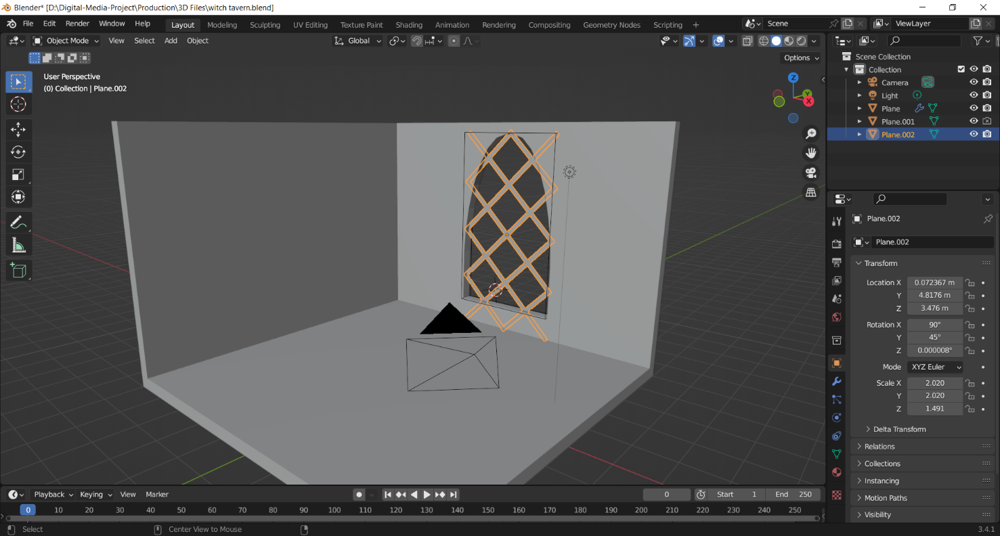 Blender* [D:\Digital-Media-Project\Production\3D Files\witch tavern.blend]
File Edit Render Window Help Layout Modeling Sculpting UV Editing Texture Paint Shading Animation Rendering Compositing Geometry Nodes Scripting + Scene ViewLayer
Object Mode View Select Add Object Global
Options
User Perspective
(0) Collection | Plane.002
Z
Y
X
Scene Collection
Collection
Camera
Light
Plane
Plane.001
Plane.002
Plane.002
Plane.002
Transform
Location X 0.072367 m
Y 4.8176 m
Z 3.476 m
Rotation X 90°
Y 45°
Z 0.000008°
Mode XYZ Euler
Scale X 2.020
Y 2.020
Z 1.491
Delta Transform
Relations
Collections
Instancing
Motion Paths
Visibility
Playback Keying View Marker 0 Start 1 End 250
0 10 20 30 40 50 60 70 80 90 100 110 120 130 140 150 160 170 180 190 200 210 220 230 240 250
Select Center View to Mouse 3.4.1